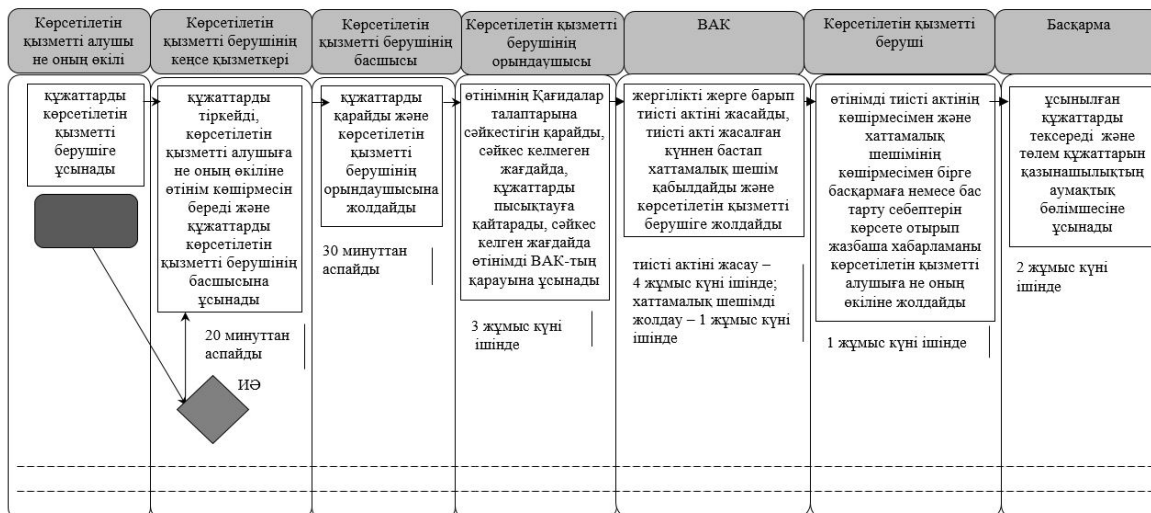 Көрсетілетін
қызметті алушы
не оның өкілі
Көрсетілетін
қызметті берушінің
кеңсе қызметкері
Көрсетілетін
қызметті берушінің
басшысы
Көрсетілетін қызметті
берушінің
орындаушысы
ВАК
Көрсетілетін қызметті
беруші
Басқарма
құжаттарды
көрсетілетін
қызметті
берушіге
ұсынады
құжаттарды
тіркейді,
көрсетілетін
қызметті алушыға
не оның өкіліне
өтінім көшірмесін
береді және
құжаттарды
көрсетілетін
қызметті берушінің
басшысына
ұсынады
20 минуттан
аспайды
ИӘ
құжаттарды
қарайды және
көрсетілетін
қызметті
берушінің
орындаушысына
жолдайды
30 минуттан
аспайды
өтінімнің Қағидалар
талаптарына
сәйкестігін қарайды,
сәйкес келмеген
жағдайда,
құжаттарды
пысықтауға
қайтарады, сәйкес
келген жағдайда
өтінімді ВАК-тың
қарауына ұсынады
3 жұмыс күні
ішінде
жергілікті жерге барып
тиісті актіні жасайды,
тиісті акті жасалған
күннен бастап
хаттамалық шешім
қабылдайды және
көрсетілетін қызметті
берушіге жолдайды
тиісті актіні жасау –
4 жұмыс күні ішінде;
хаттамалық шешімді
жолдау – 1 жұмыс күні
ішінде
өтінімді тиісті актінің
көшірмесімен және
хаттамалық
шешімінің
көшірмесімен бірге
басқармаға немесе бас
тарту себептерін
көрсете отырып
жазбаша хабарламаны
көрсетілетін қызметті
алушыға не оның
өкіліне жолдайды
1 жұмыс күні ішінде
ұсынылған
құжаттарды
тексереді және
төлем құжаттарын
қазынашылықтың
аумақтық
бөлімшесіне
ұсынады
2 жұмыс күні
ішінде